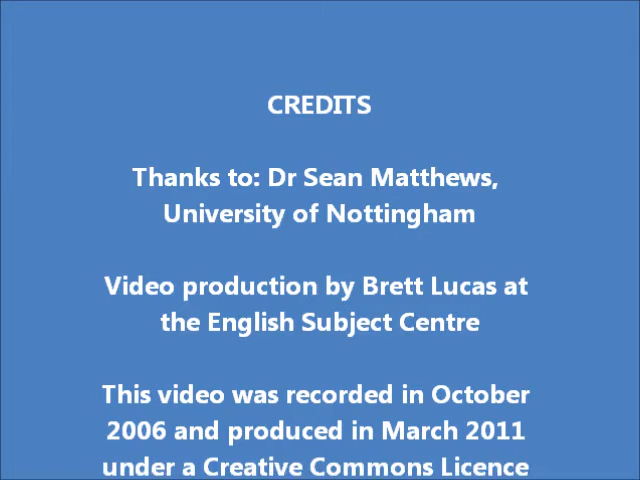 CREDITS
Thanks to: Dr Sean Matthews,
University of Nottingham
Video production by Brett Lucas at
the English Subject Centre
This video was recorded in October
2006 and produced in March 2011
under a Creative Commons Licence